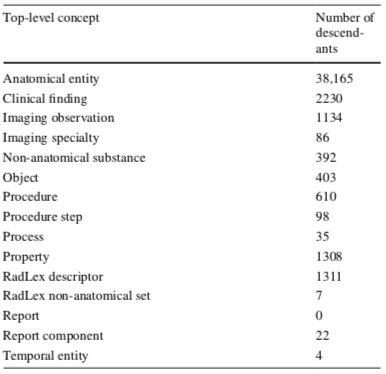 Top-level concept Number of
descend-
ants
Anatomical entity 38,165
Clinical finding 2230
Imaging observation 1134
Imaging specialty 86
Non-anatomical substance 392
Object 403
Procedure 610
Procedure step 98
Process 35
Property 1308
RadLex descriptor 1311
RadLex non-anatomical set 7
Report 0
Report component 22
Temporal entity 4